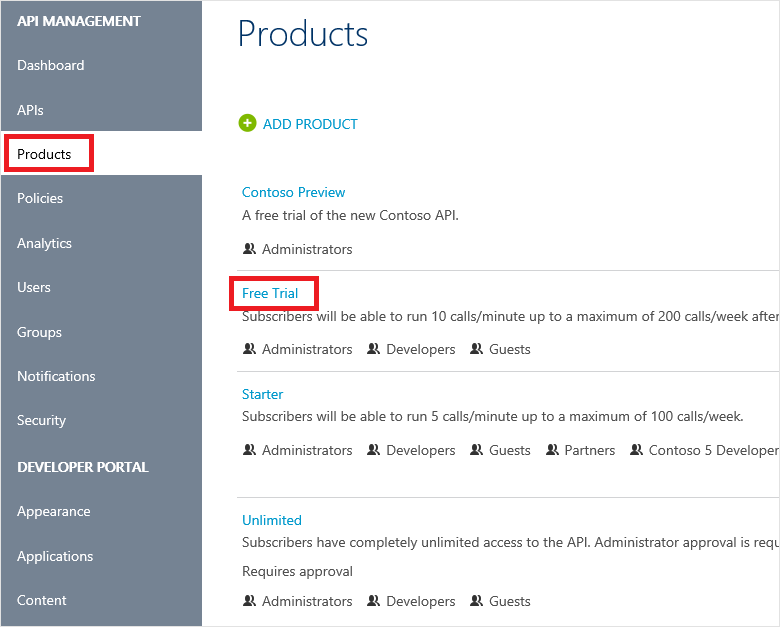 API MANAGEMENT
Dashboard
APIs
Products
Policies
Analytics
Users
Groups
Notifications
Security
DEVELOPER PORTAL
Appearance
Applications
Content
Products
ADD PRODUCT
Contoso Preview
A free trial of the new Contoso API.
Administrators
Free Trial
Subscribers will be able to run 10 calls/minute up to a maximum of 200 calls/week after
Administrators Developers Guests
Starter
Subscribers will be able to run 5 calls/minute up to a maximum of 100 calls/week.
Administrators Developers Guests Partners Contoso 5 Developer
Unlimited
Subscribers have completely unlimited access to the API. Administrator approval is requ
Requires approval
Administrators Developers Guests